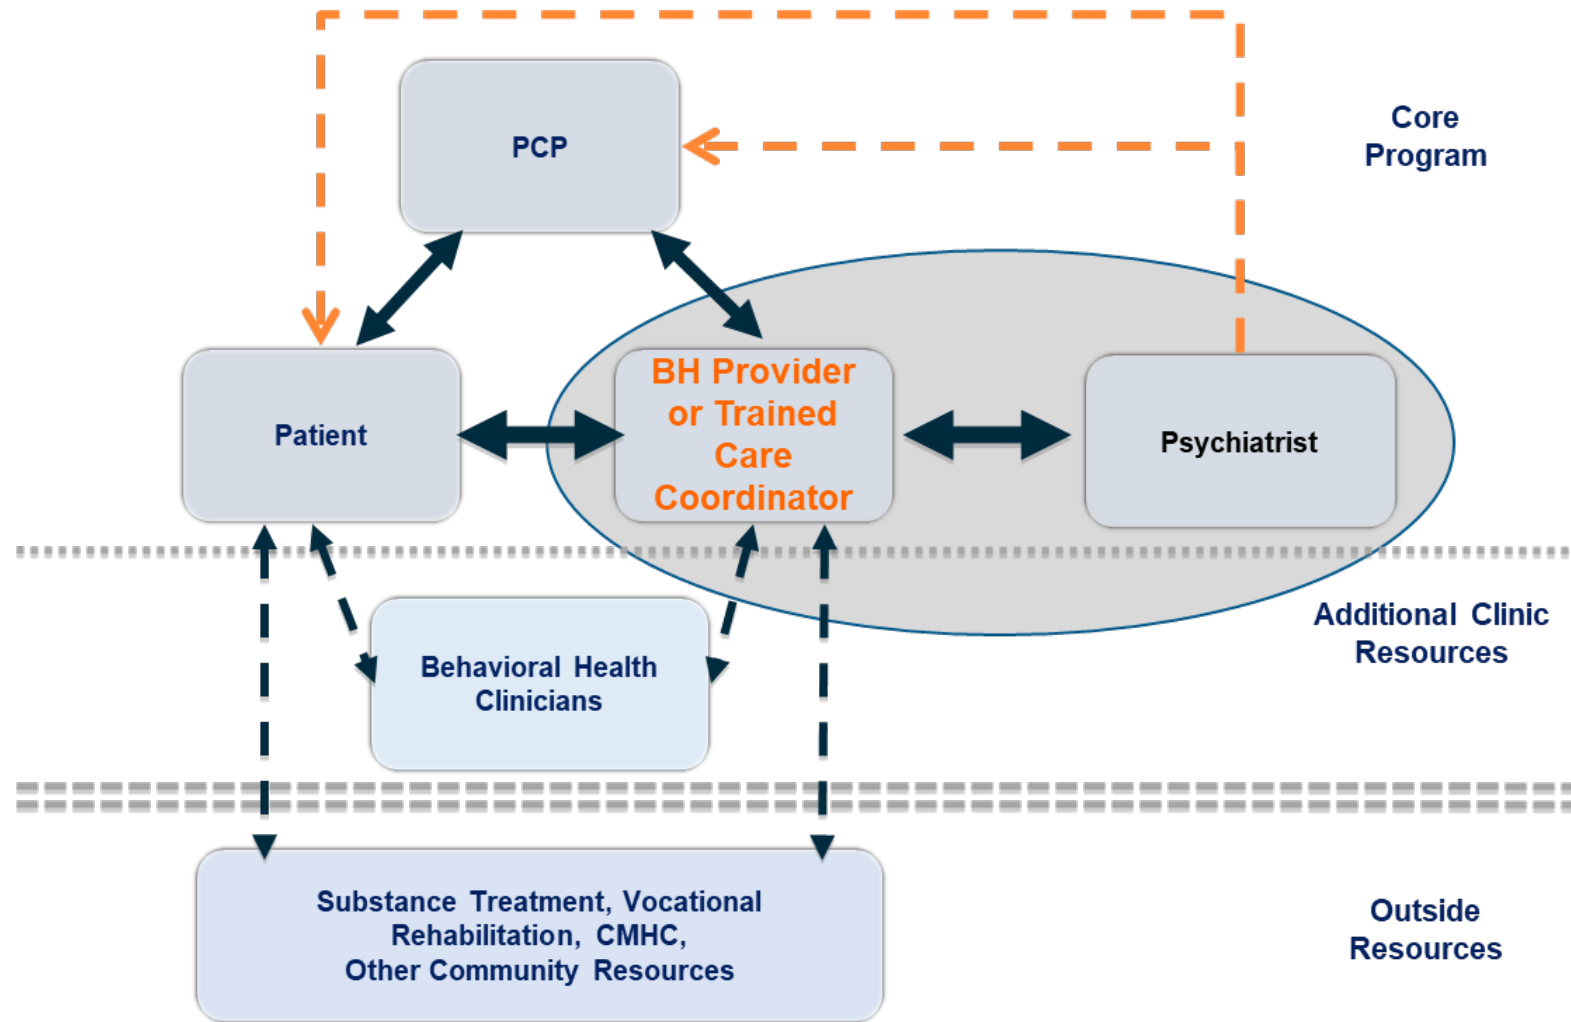 PCP
Core
Program
Patient
BH Provider
or Trained
Care
Coordinator
Psychiatrist
Behavioral Health
Clinicians
Additional Clinic
Resources
Substance Treatment, Vocational
Rehabilitation, CMHC,
Other Community Resources
Outside
Resources